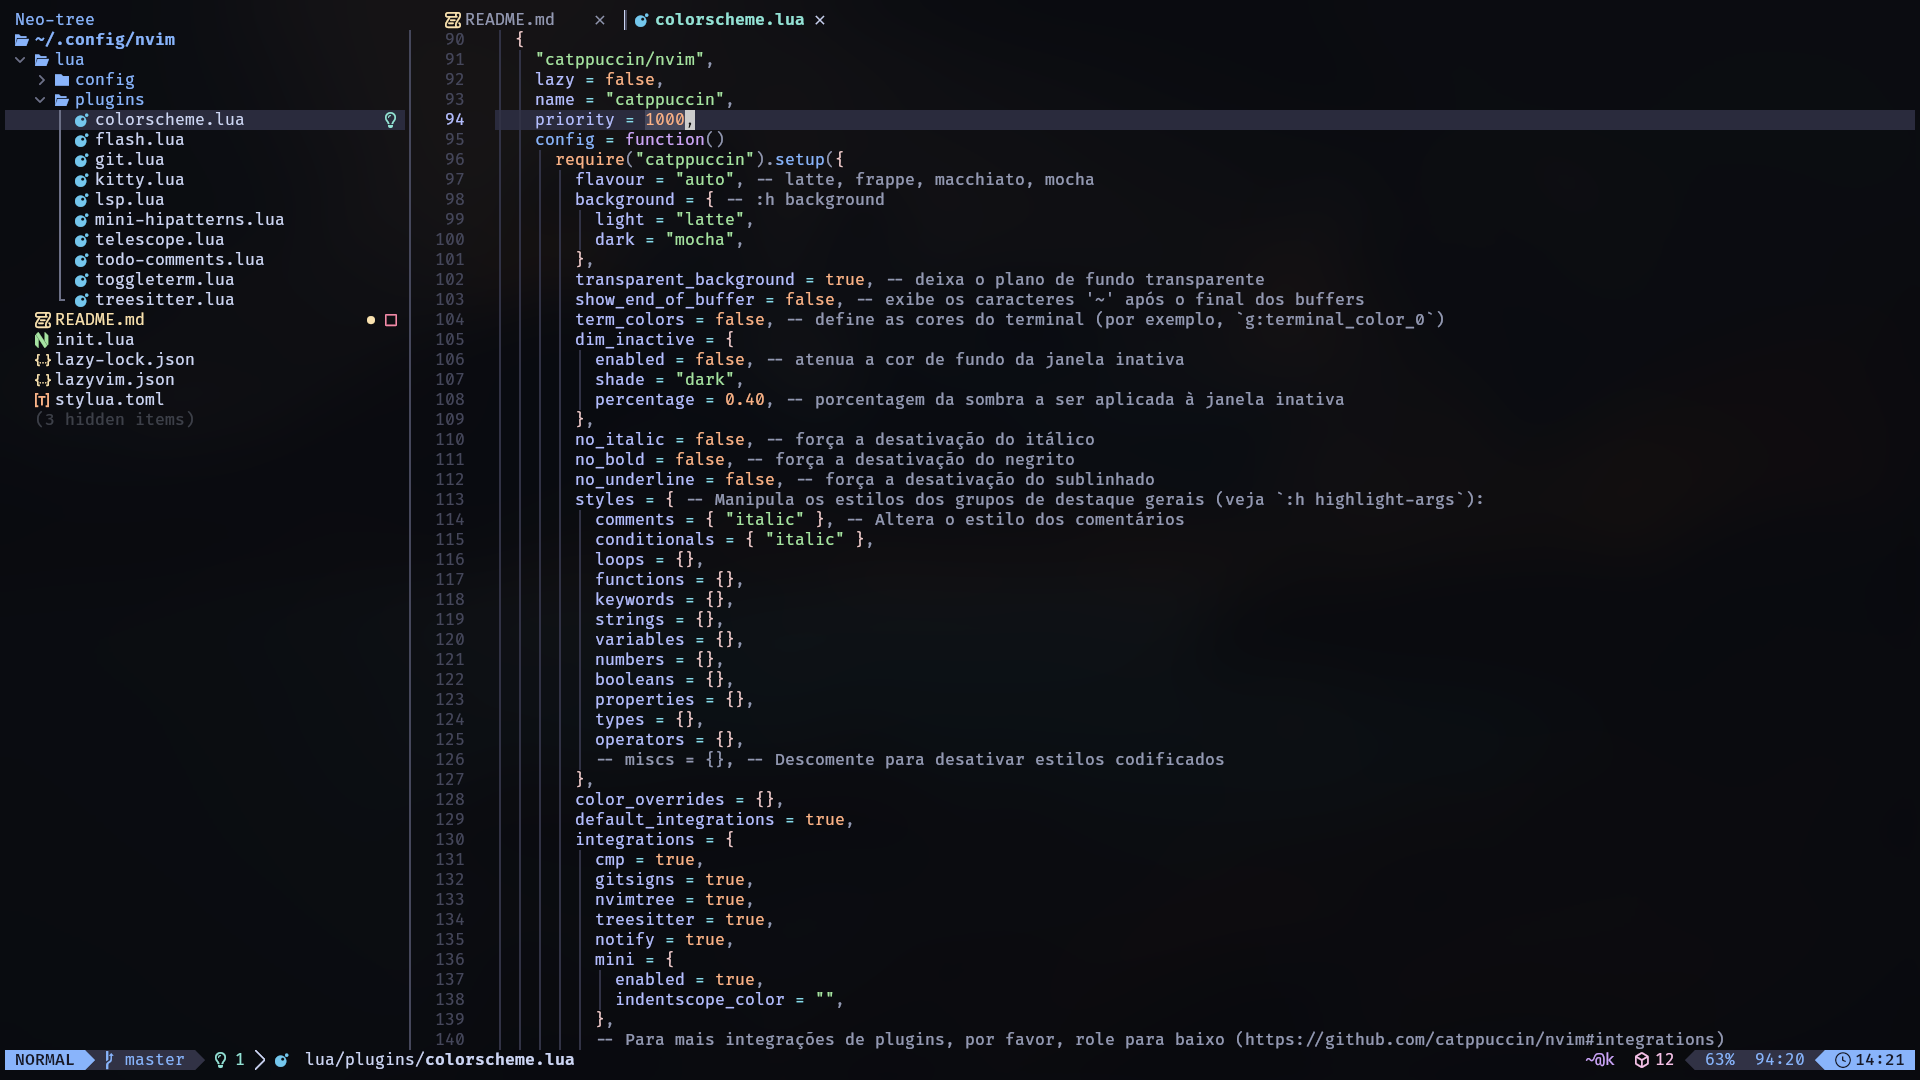 Neo-tree
~/.config/nvim
lua
config
plugins
colorscheme.lua
flash.lua
git.lua
kitty.lua
lsp.lua
mini-hipatterns.lua
telescope.lua
todo-comments.lua
toggleterm.lua
treesitter.lua
README.md
init.lua
lazy-lock.json
lazyvim.json
stylua.toml
(3 hidden items)
README.md × colorscheme.lua ×
90 {
91 "catppuccin/nvim",
92 lazy = false,
93 name = "catppuccin",
94 priority = 1000,
95 config = function()
96 require("catppuccin").setup({
97 flavour = "auto", -- latte, frappe, macchiato, mocha
98 background = { -- :h background
99 light = "latte",
100 dark = "mocha",
101 },
102 transparent_background = true, -- deixa o plano de fundo transparente
103 show_end_of_buffer = false, -- exibe os caracteres '~' após o final dos buffers
104 term_colors = false, -- define as cores do terminal (por exemplo, `g:terminal_color_0`)
105 dim_inactive = {
106 enabled = false, -- atenua a cor de fundo da janela inativa
107 shade = "dark",
108 percentage = 0.40, -- porcentagem da sombra a ser aplicada à janela inativa
109 },
110 no_italic = false, -- força a desativação do itálico
111 no_bold = false, -- força a desativação do negrito
112 no_underline = false, -- força a desativação do sublinhado
113 styles = { -- Manipula os estilos dos grupos de destaque gerais (veja `:h highlight-args`):
114 comments = { "italic" }, -- Altera o estilo dos comentários
115 conditionals = { "italic" },
116 loops = {},
117 functions = {},
118 keywords = {},
119 strings = {},
120 variables = {},
121 numbers = {},
122 booleans = {},
123 properties = {},
124 types = {},
125 operators = {},
126 -- miscs = {}, -- Descomente para desativar estilos codificados
127 },
128 color_overrides = {},
129 default_integrations = true,
130 integrations = {
131 cmp = true,
132 gitsigns = true,
133 nvimtree = true,
134 treesitter = true,
135 notify = true,
136 mini = {
137 enabled = true,
138 indentscope_color = "",
139 },
140 -- Para mais integrações de plugins, por favor, role para baixo (https://github.com/catppuccin/nvim#integrations)
NORMAL master 1 lua/plugins/colorscheme.lua ~@k 12 63% 94:20 14:21